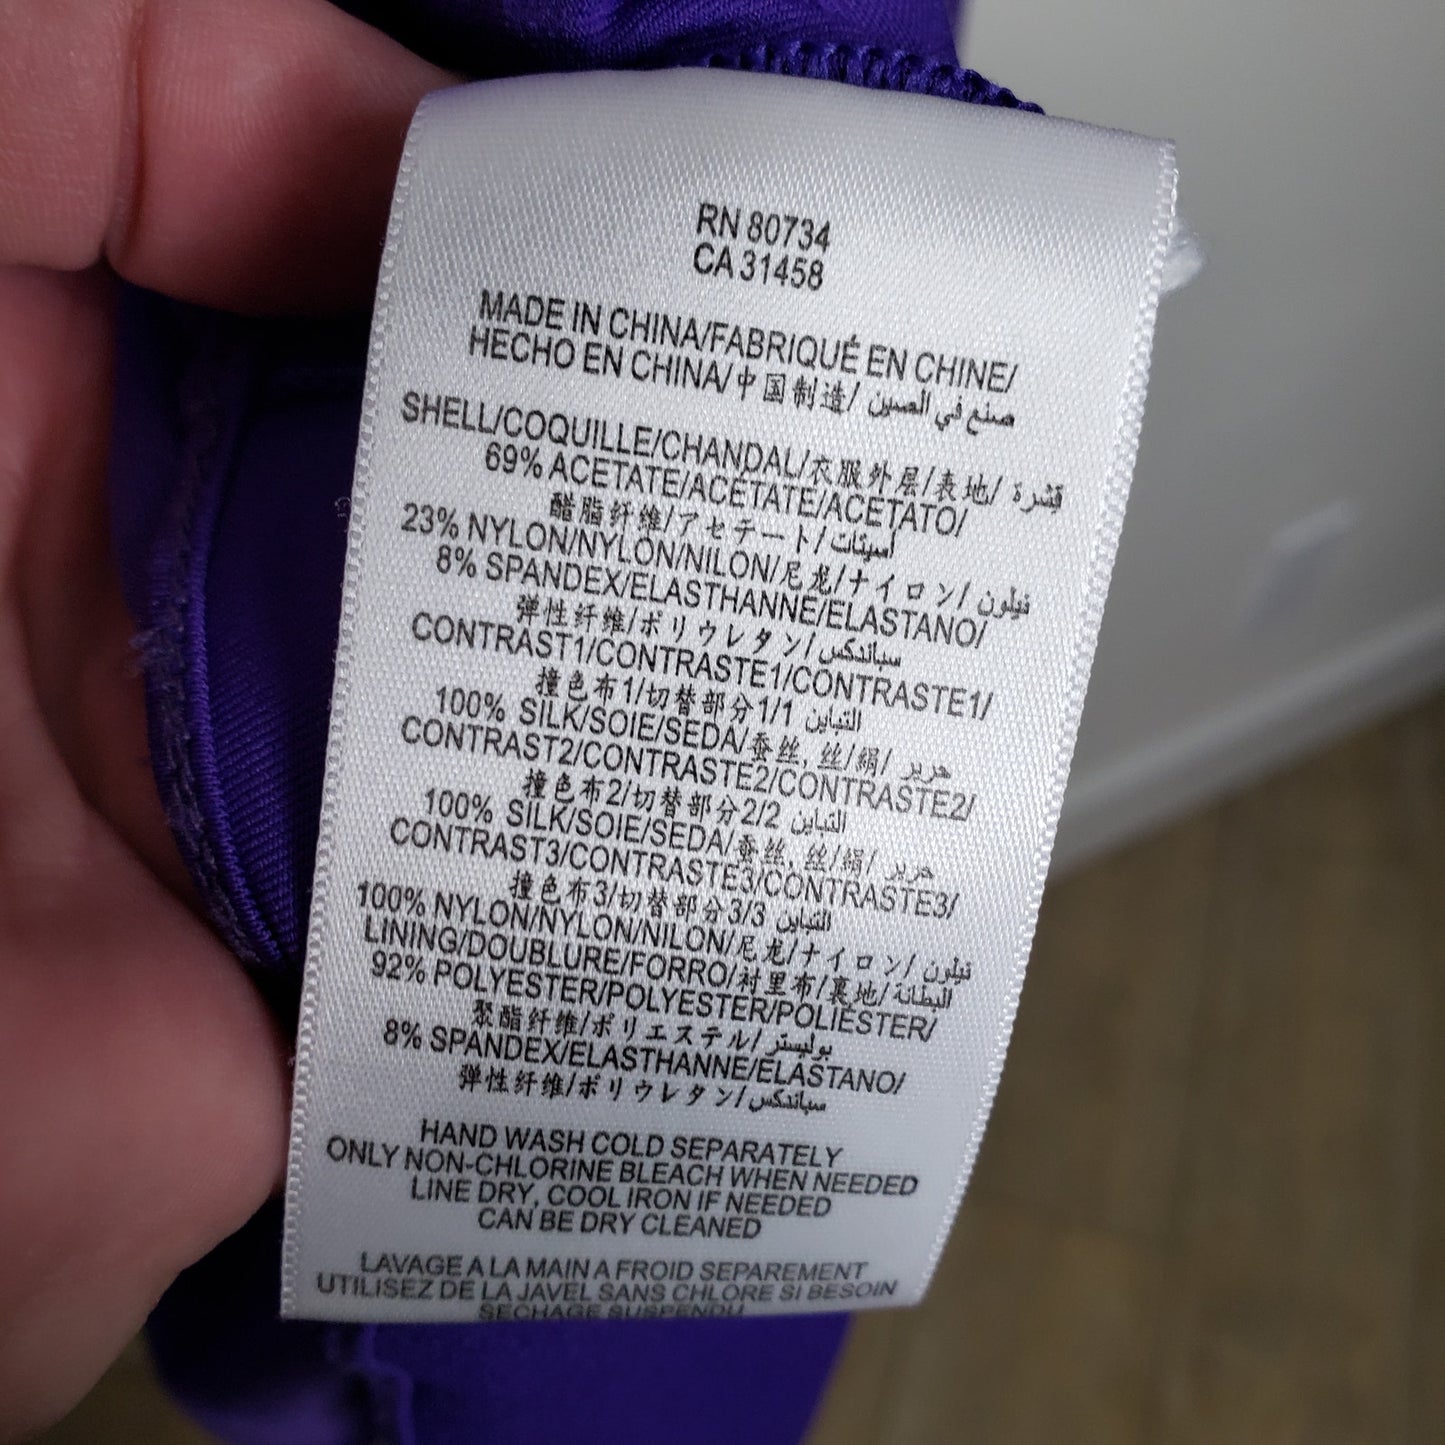 RN 80734
CA 31458
MADE IN CHINA/FABRIQUÉ EN CHINE/
HECHO EN CHINA/中国制造/ صنع في الصين
SHELL/COQUILLE/CHANDAL/衣服外层/表地/ قشرة
69% ACETATE/ACÉTATE/ACETATO/
醋脂纤维/アセテート/أسيتات
23% NYLON/NYLON/NILON/尼龙/ナイロン/ نيلون
8% SPANDEX/ELASTHANNE/ELASTANO/
弹性纤维/ポリウレタン/سباندكس
CONTRAST1/CONTRASTE1/CONTRASTE1/
撞色布1/切替部分1/1 التباين
100% SILK/SOIE/SEDA/蚕丝, 丝/絹/ حرير
CONTRAST2/CONTRASTE2/CONTRASTE2/
撞色布2/切替部分2/2 التباين
100% SILK/SOIE/SEDA/蚕丝, 丝/絹/ حرير
CONTRAST3/CONTRASTE3/CONTRASTE3/
撞色布3/切替部分3/3 التباين
100% NYLON/NYLON/NILON/尼龙/ナイロン/ نيلون
LINING/DOUBLURE/FORRO/衬里布/裏地/ البطانة
92% POLYESTER/POLYESTER/POLIÉSTER/
聚酯纤维/ポリエステル/بوليستر
8% SPANDEX/ELASTHANNE/ELASTANO/
弹性纤维/ポリウレタン/سباندكس
HAND WASH COLD SEPARATELY
ONLY NON-CHLORINE BLEACH WHEN NEEDED
LINE DRY, COOL IRON IF NEEDED
CAN BE DRY CLEANED
LAVAGE A LA MAIN A FROID SEPAREMENT
UTILISEZ DE LA JAVEL SANS CHLORE SI BESOIN
SECHAGE SUSPENDU